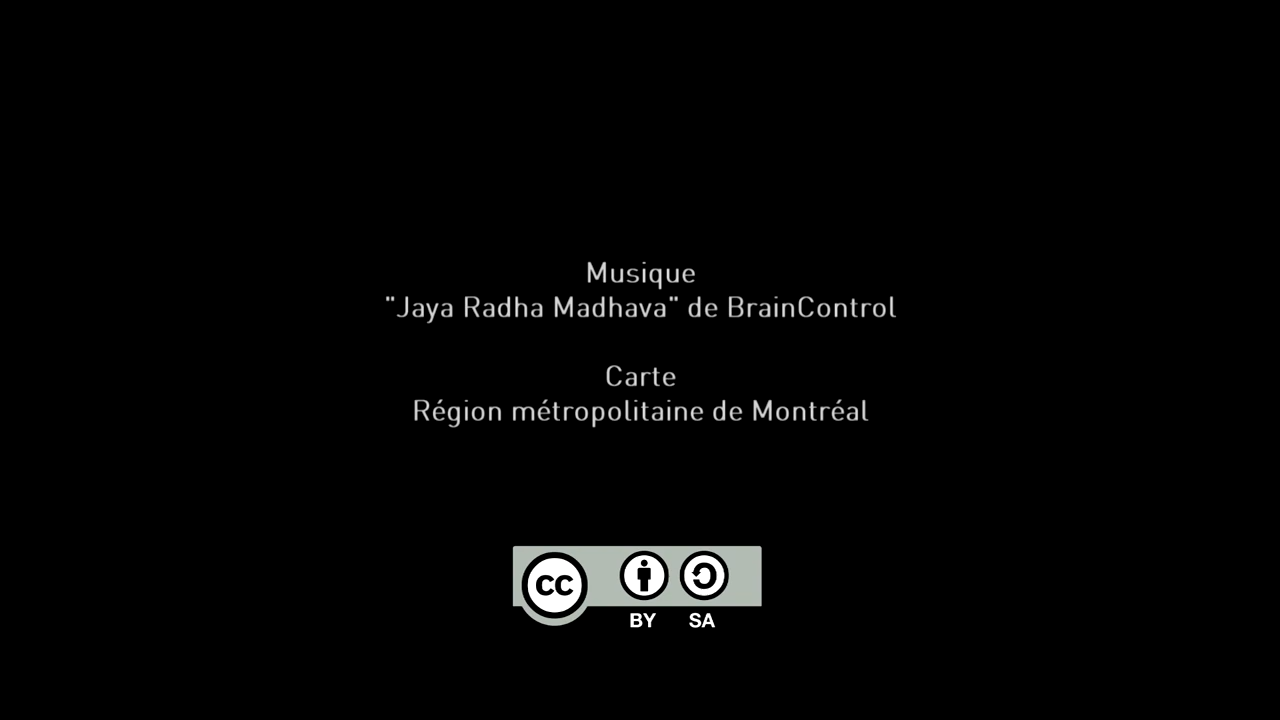 Musique
"Jaya Radha Madhava" de BrainControl
Carte
Région métropolitaine de Montréal
cc
BY SA